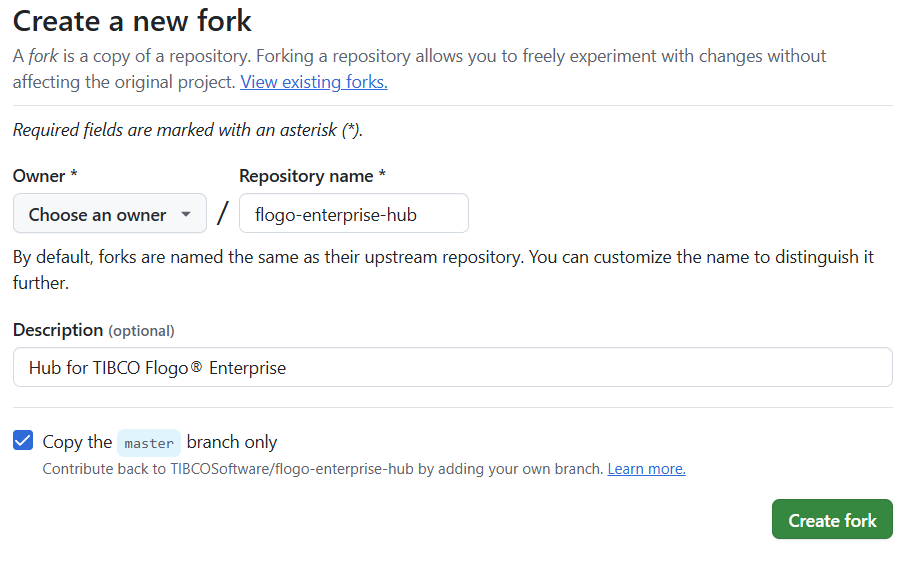 Create a new fork
A fork is a copy of a repository. Forking a repository allows you to freely experiment with changes without
affecting the original project. View existing forks.
Required fields are marked with an asterisk (*).
Owner * Repository name *
Choose an owner / flogo-enterprise-hub
By default, forks are named the same as their upstream repository. You can customize the name to distinguish it
further.
Description (optional)
Hub for TIBCO Flogo® Enterprise
Copy the master branch only
Contribute back to TIBCOSoftware/flogo-enterprise-hub by adding your own branch. Learn more.
Create fork